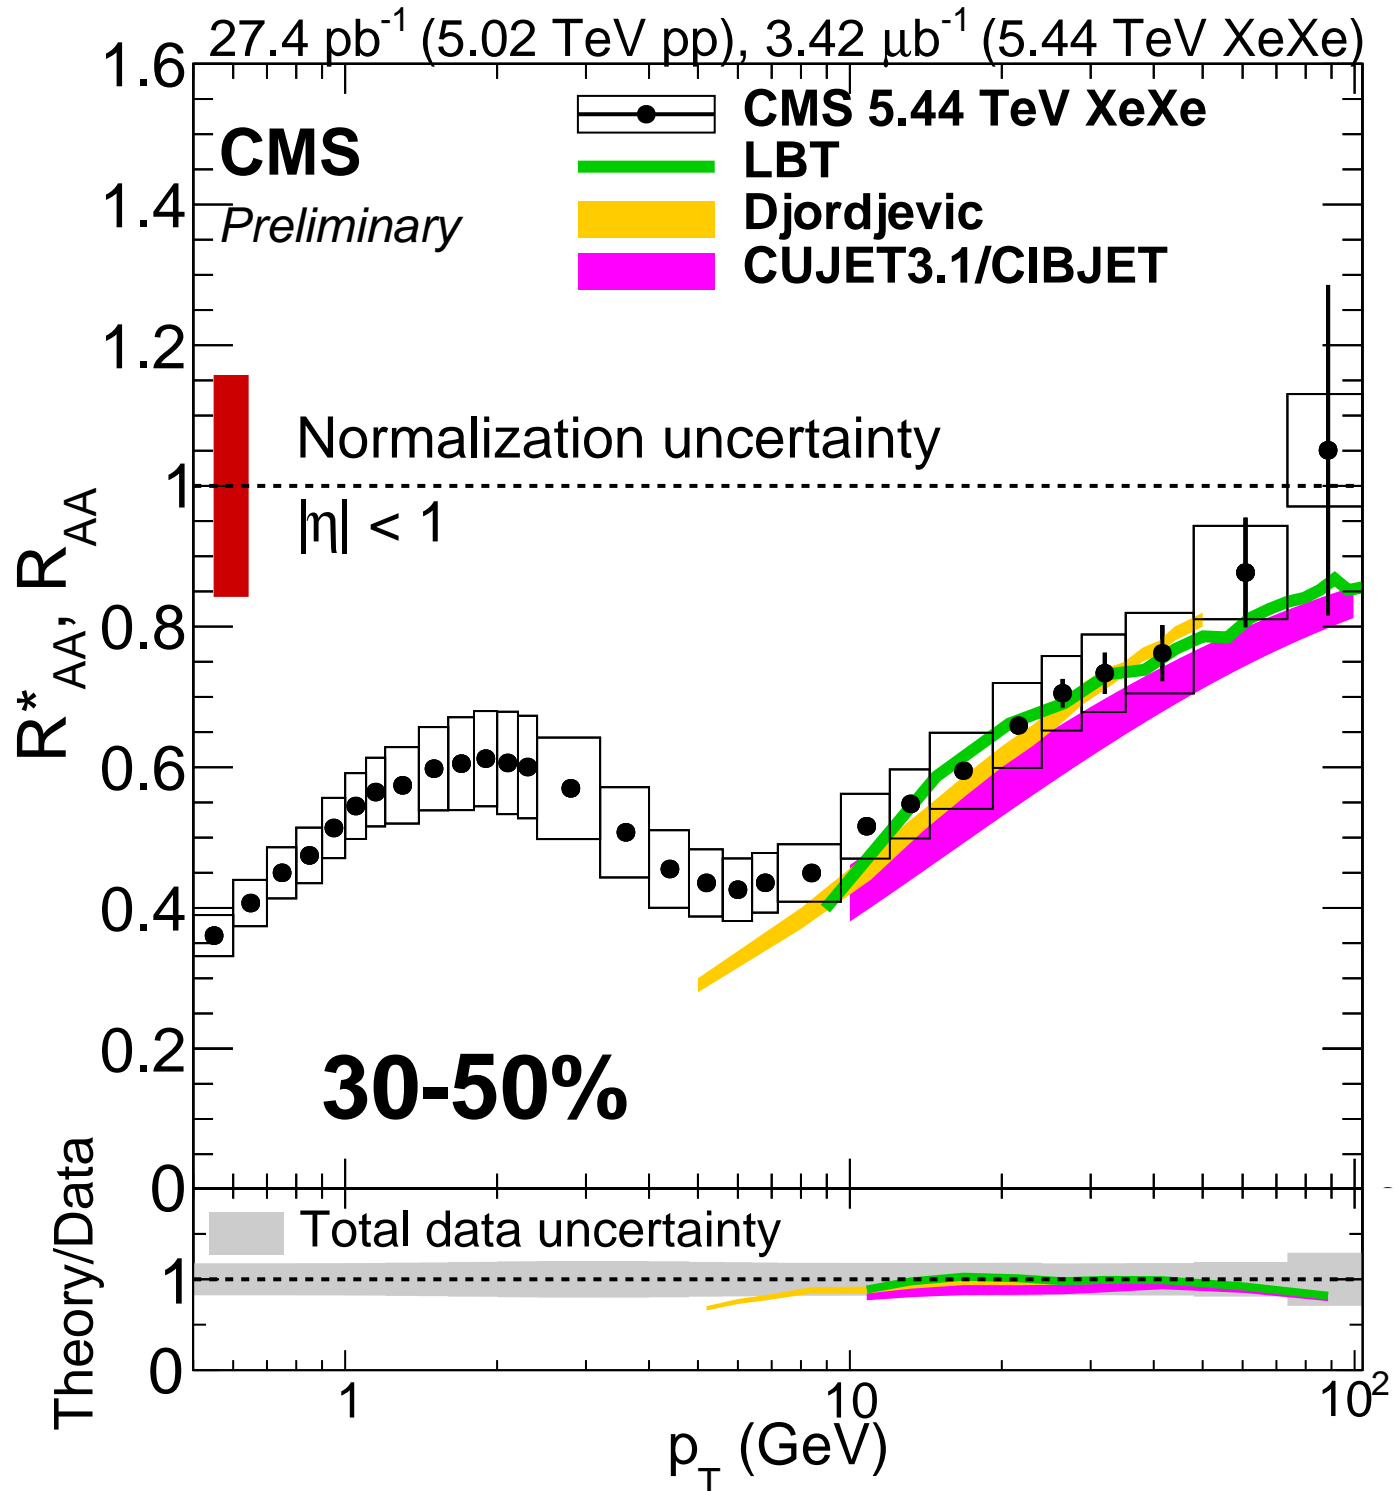 27.4 pb⁻¹ (5.02 TeV pp), 3.42 μb⁻¹ (5.44 TeV XeXe)
CMS
Preliminary
CMS 5.44 TeV XeXe
LBT
Djordjevic
CUJET3.1/CIBJET
Normalization uncertainty
|η| < 1
30-50%
R*_AA, R_AA
1.6
1.4
1.2
1
0.8
0.6
0.4
0.2
0
Total data uncertainty
Theory/Data
1
0
1
10
10²
p_T (GeV)